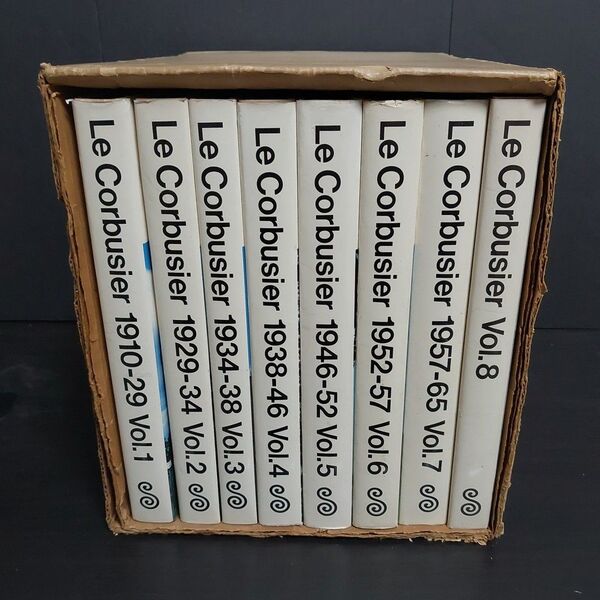 Le Corbusier 1910-29 Vol.1
Le Corbusier 1929-34 Vol.2
Le Corbusier 1934-38 Vol.3
Le Corbusier 1938-46 Vol.4
Le Corbusier 1946-52 Vol.5
Le Corbusier 1952-57 Vol.6
Le Corbusier 1957-65 Vol.7
Le Corbusier Vol.8